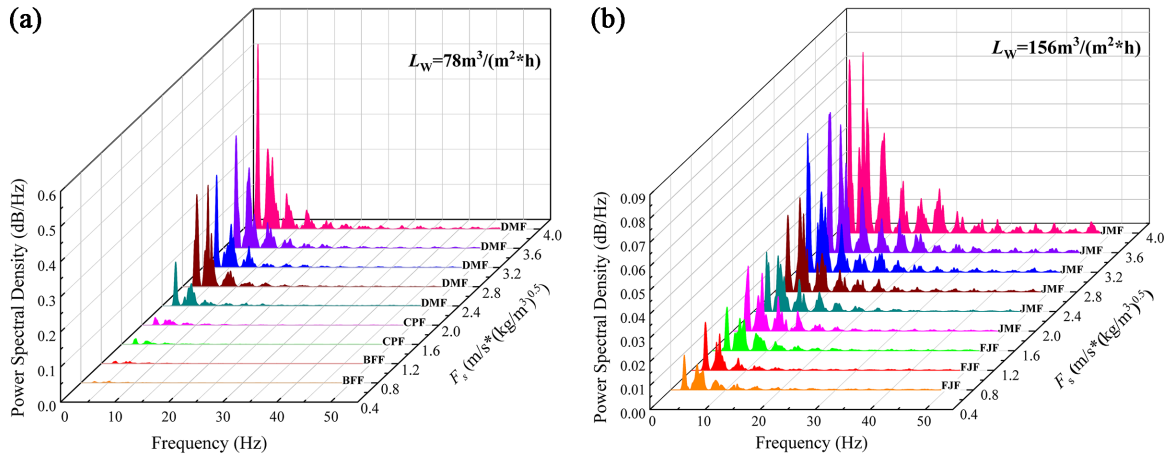 (a)
L_W=78m³/(m²*h)
Power Spectral Density (dB/Hz)
0.6
0.5
0.4
0.3
0.2
0.1
0.0
DMF
DMF
DMF
DMF
DMF
CPF
CPF
BFF
BFF
4.0
3.6
3.2
2.8
2.4
2.0
1.6
1.2
0.8
0.4
F_s (m/s*(kg/m³)^0.5)
0 10 20 30 40 50
Frequency (Hz)
(b)
L_W=156m³/(m²*h)
Power Spectral Density (dB/Hz)
0.09
0.08
0.07
0.06
0.05
0.04
0.03
0.02
0.01
0.00
JMF
JMF
JMF
JMF
JMF
JMF
FJF
FJF
FJF
4.0
3.6
3.2
2.8
2.4
2.0
1.6
1.2
0.8
0.4
F_s (m/s*(kg/m³)^0.5)
0 10 20 30 40 50
Frequency (Hz)